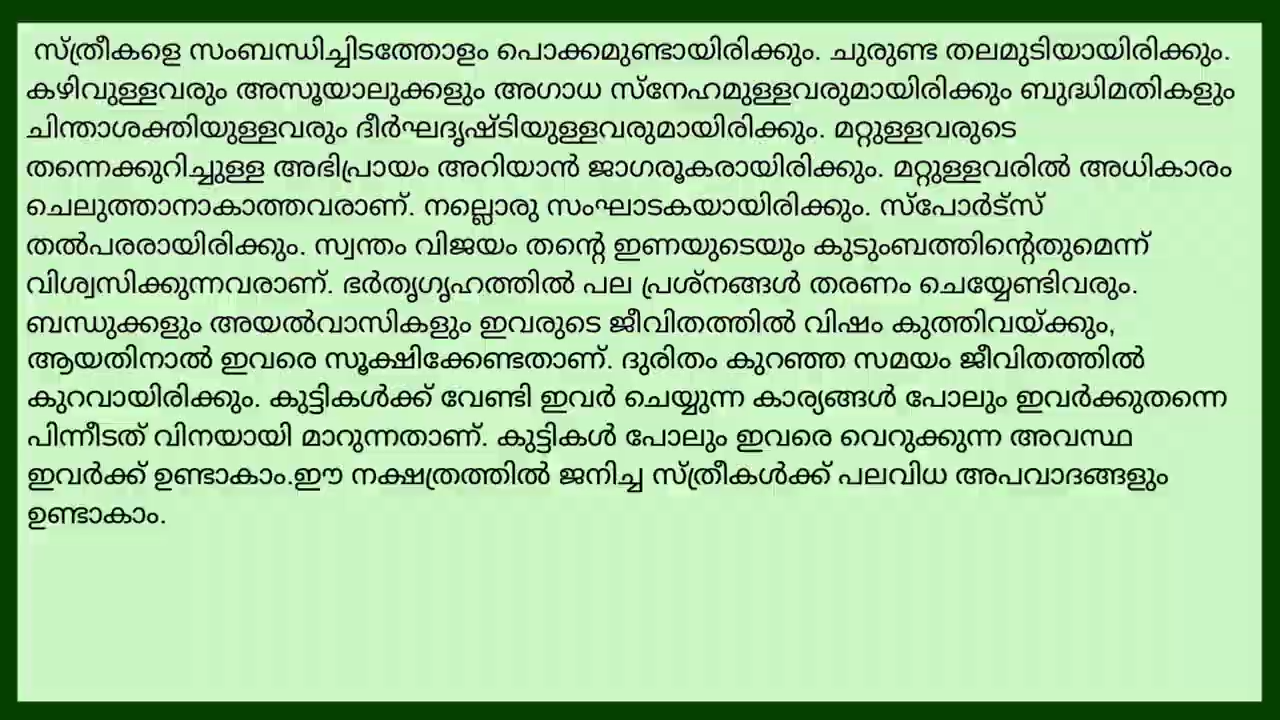 സ്ത്രീകളെ സംബന്ധിച്ചിടത്തോളം പൊക്കമുണ്ടായിരിക്കും. ചുരുണ്ട തലമുടിയായിരിക്കും.
കഴിവുള്ളവരും അസൂയാലുക്കളും അഗാധ സ്നേഹമുള്ളവരുമായിരിക്കും ബുദ്ധിമതികളും
ചിന്താശക്തിയുള്ളവരും ദീർഘദൃഷ്ടിയുള്ളവരുമായിരിക്കും. മറ്റുള്ളവരുടെ
തന്നെക്കുറിച്ചുള്ള അഭിപ്രായം അറിയാൻ ജാഗരൂകരായിരിക്കും. മറ്റുള്ളവരിൽ അധികാരം
ചെലുത്താനാകാത്തവരാണ്. നല്ലൊരു സംഘാടകയായിരിക്കും. സ്പോർട്സ്
തൽപരരായിരിക്കും. സ്വന്തം വിജയം തന്റെ ഇണയുടെയും കുടുംബത്തിന്റെതുമെന്ന്
വിശ്വസിക്കുന്നവരാണ്. ഭർതൃഗൃഹത്തിൽ പല പ്രശ്നങ്ങൾ തരണം ചെയ്യേണ്ടിവരും.
ബന്ധുക്കളും അയൽവാസികളും ഇവരുടെ ജീവിതത്തിൽ വിഷം കുത്തിവയ്ക്കും,
ആയതിനാൽ ഇവരെ സൂക്ഷിക്കേണ്ടതാണ്. ദുരിതം കുറഞ്ഞ സമയം ജീവിതത്തിൽ
കുറവായിരിക്കും. കുട്ടികൾക്ക് വേണ്ടി ഇവർ ചെയ്യുന്ന കാര്യങ്ങൾ പോലും ഇവർക്കുതന്നെ
പിന്നീടത് വിനയായി മാറുന്നതാണ്. കുട്ടികൾ പോലും ഇവരെ വെറുക്കുന്ന അവസ്ഥ
ഇവർക്ക് ഉണ്ടാകാം.ഈ നക്ഷത്രത്തിൽ ജനിച്ച സ്ത്രീകൾക്ക് പലവിധ അപവാദങ്ങളും
ഉണ്ടാകാം.